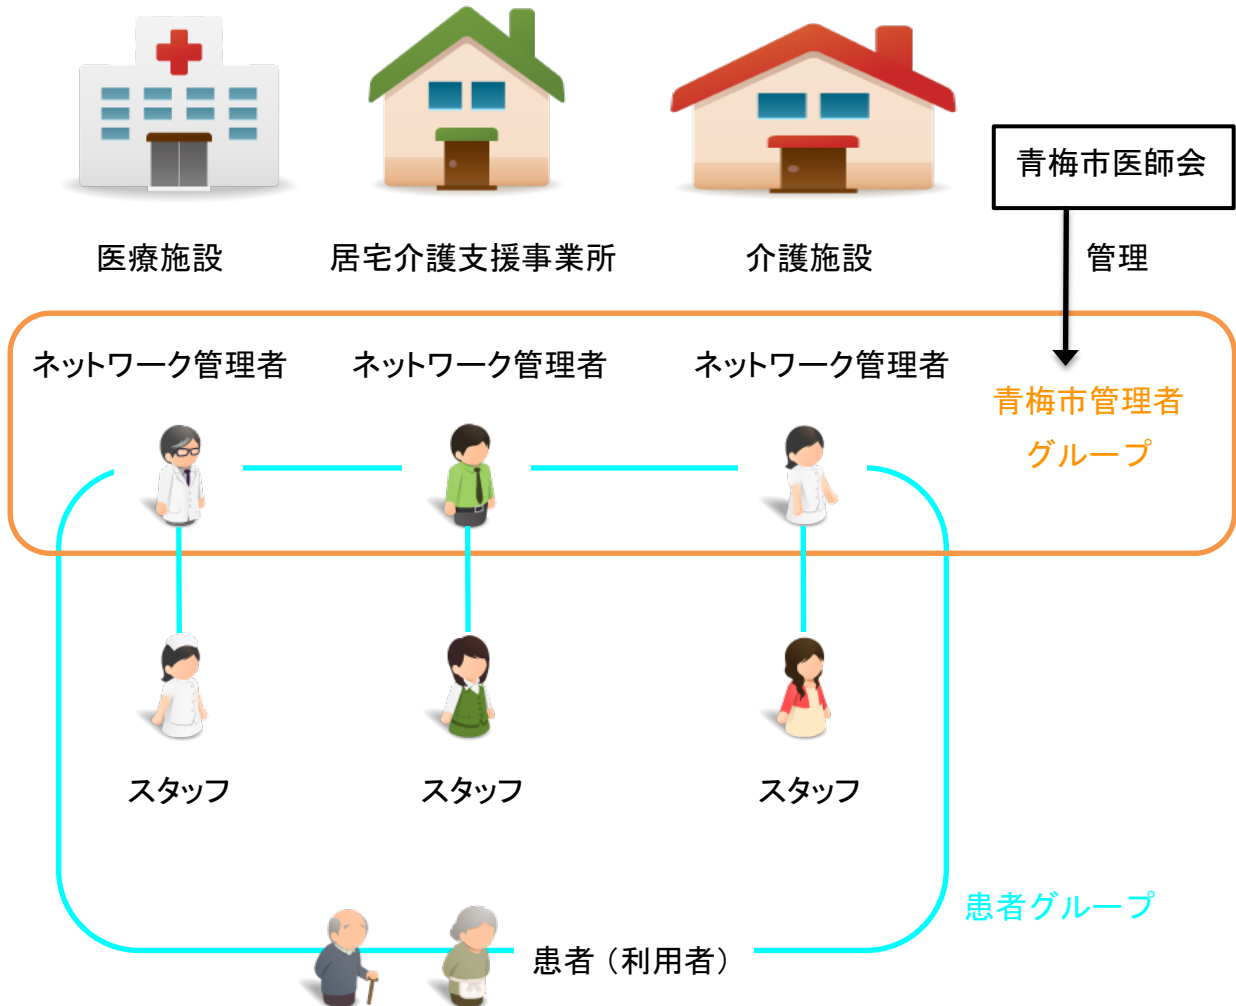 青梅市医師会
医療施設
居宅介護支援事業所
介護施設
管理
ネットワーク管理者
ネットワーク管理者
ネットワーク管理者
青梅市管理者
グループ
スタッフ
スタッフ
スタッフ
患者グループ
患者（利用者）